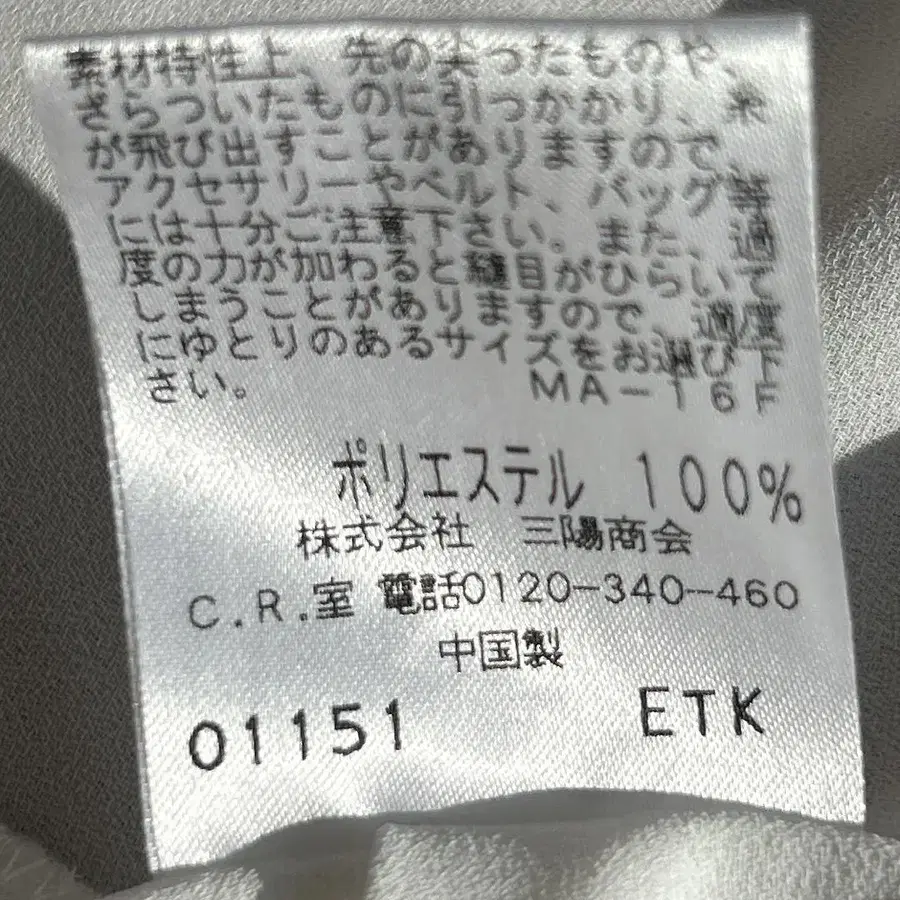 素材特性上、先の尖ったものや、
ざらついたものに引っかかり、糸
が飛び出すことがありますので、
アクセサリーやベルト、バッグ等
には十分ご注意下さい。また、過
度の力が加わると縫目がひらいて
しまうことがありますので、適度
にゆとりのあるサイズをお選び下
さい。 MA-16F
ポリエステル 100%
株式会社 三陽商会
C.R.室 電話0120-340-460
中国製
01151 ETK